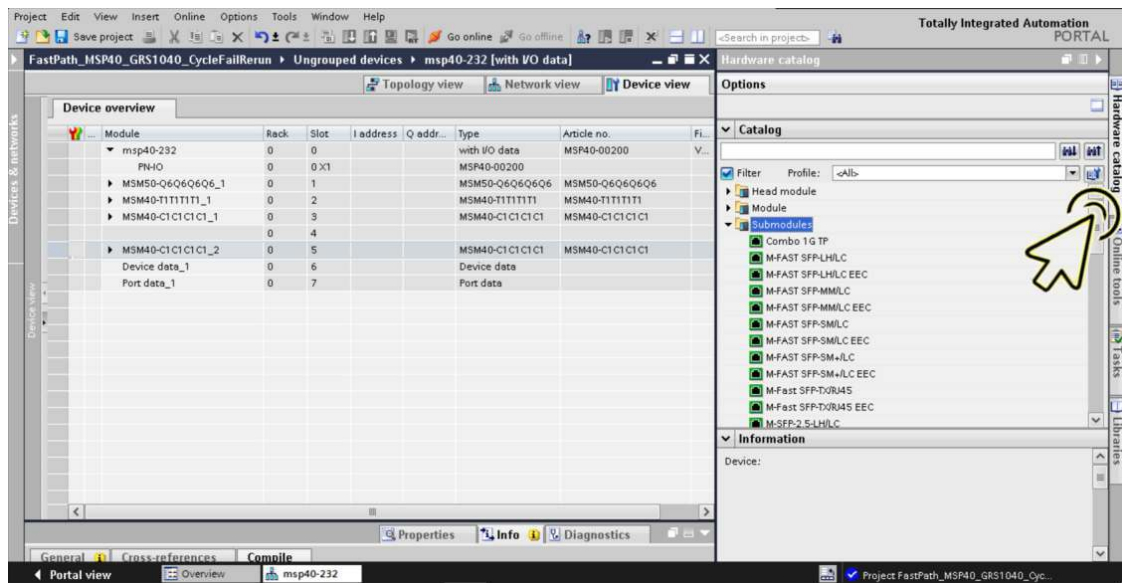 Project Edit View Insert Online Options Tools Window Help
Totally Integrated Automation
PORTAL
Save project Go online Go offline <Search in project>
FastPath_MSP40_GRS1040_CycleFailRerun ▸ Ungrouped devices ▸ msp40-232 [with I/O data]
Hardware catalog
Topology view Network view Device view
Options
Device overview
... Module Rack Slot I address Q addr... Type Article no. Fi...
msp40-232 0 0 with I/O data MSP40-00200 V...
PN-IO 0 0 X1 MSP40-00200
MSM50-Q6Q6Q6Q6_1 0 1 MSM50-Q6Q6Q6Q6 MSM50-Q6Q6Q6Q6
MSM40-T1T1T1T1_1 0 2 MSM40-T1T1T1T1 MSM40-T1T1T1T1
MSM40-C1C1C1C1_1 0 3 MSM40-C1C1C1C1 MSM40-C1C1C1C1
0 4
MSM40-C1C1C1C1_2 0 5 MSM40-C1C1C1C1 MSM40-C1C1C1C1
Device data_1 0 6 Device data
Port data_1 0 7 Port data
Catalog
Filter Profile: <All>
Head module
Module
Submodules
Combo 1G TP
M-FAST SFP-LH/LC
M-FAST SFP-LH/LC EEC
M-FAST SFP-MM/LC
M-FAST SFP-MM/LC EEC
M-FAST SFP-SM/LC
M-FAST SFP-SM/LC EEC
M-FAST SFP-SM+/LC
M-FAST SFP-SM+/LC EEC
M-Fast SFP-TX/RJ45
M-Fast SFP-TX/RJ45 EEC
M-SFP-2.5-LH/LC
Information
Device:
Devices & networks
Device view
Hardware catalog
Online tools
Tasks
Libraries
Properties Info Diagnostics
General Cross-references Compile
Portal view Overview msp40-232 Project FastPath_MSP40_GRS1040_Cyc...